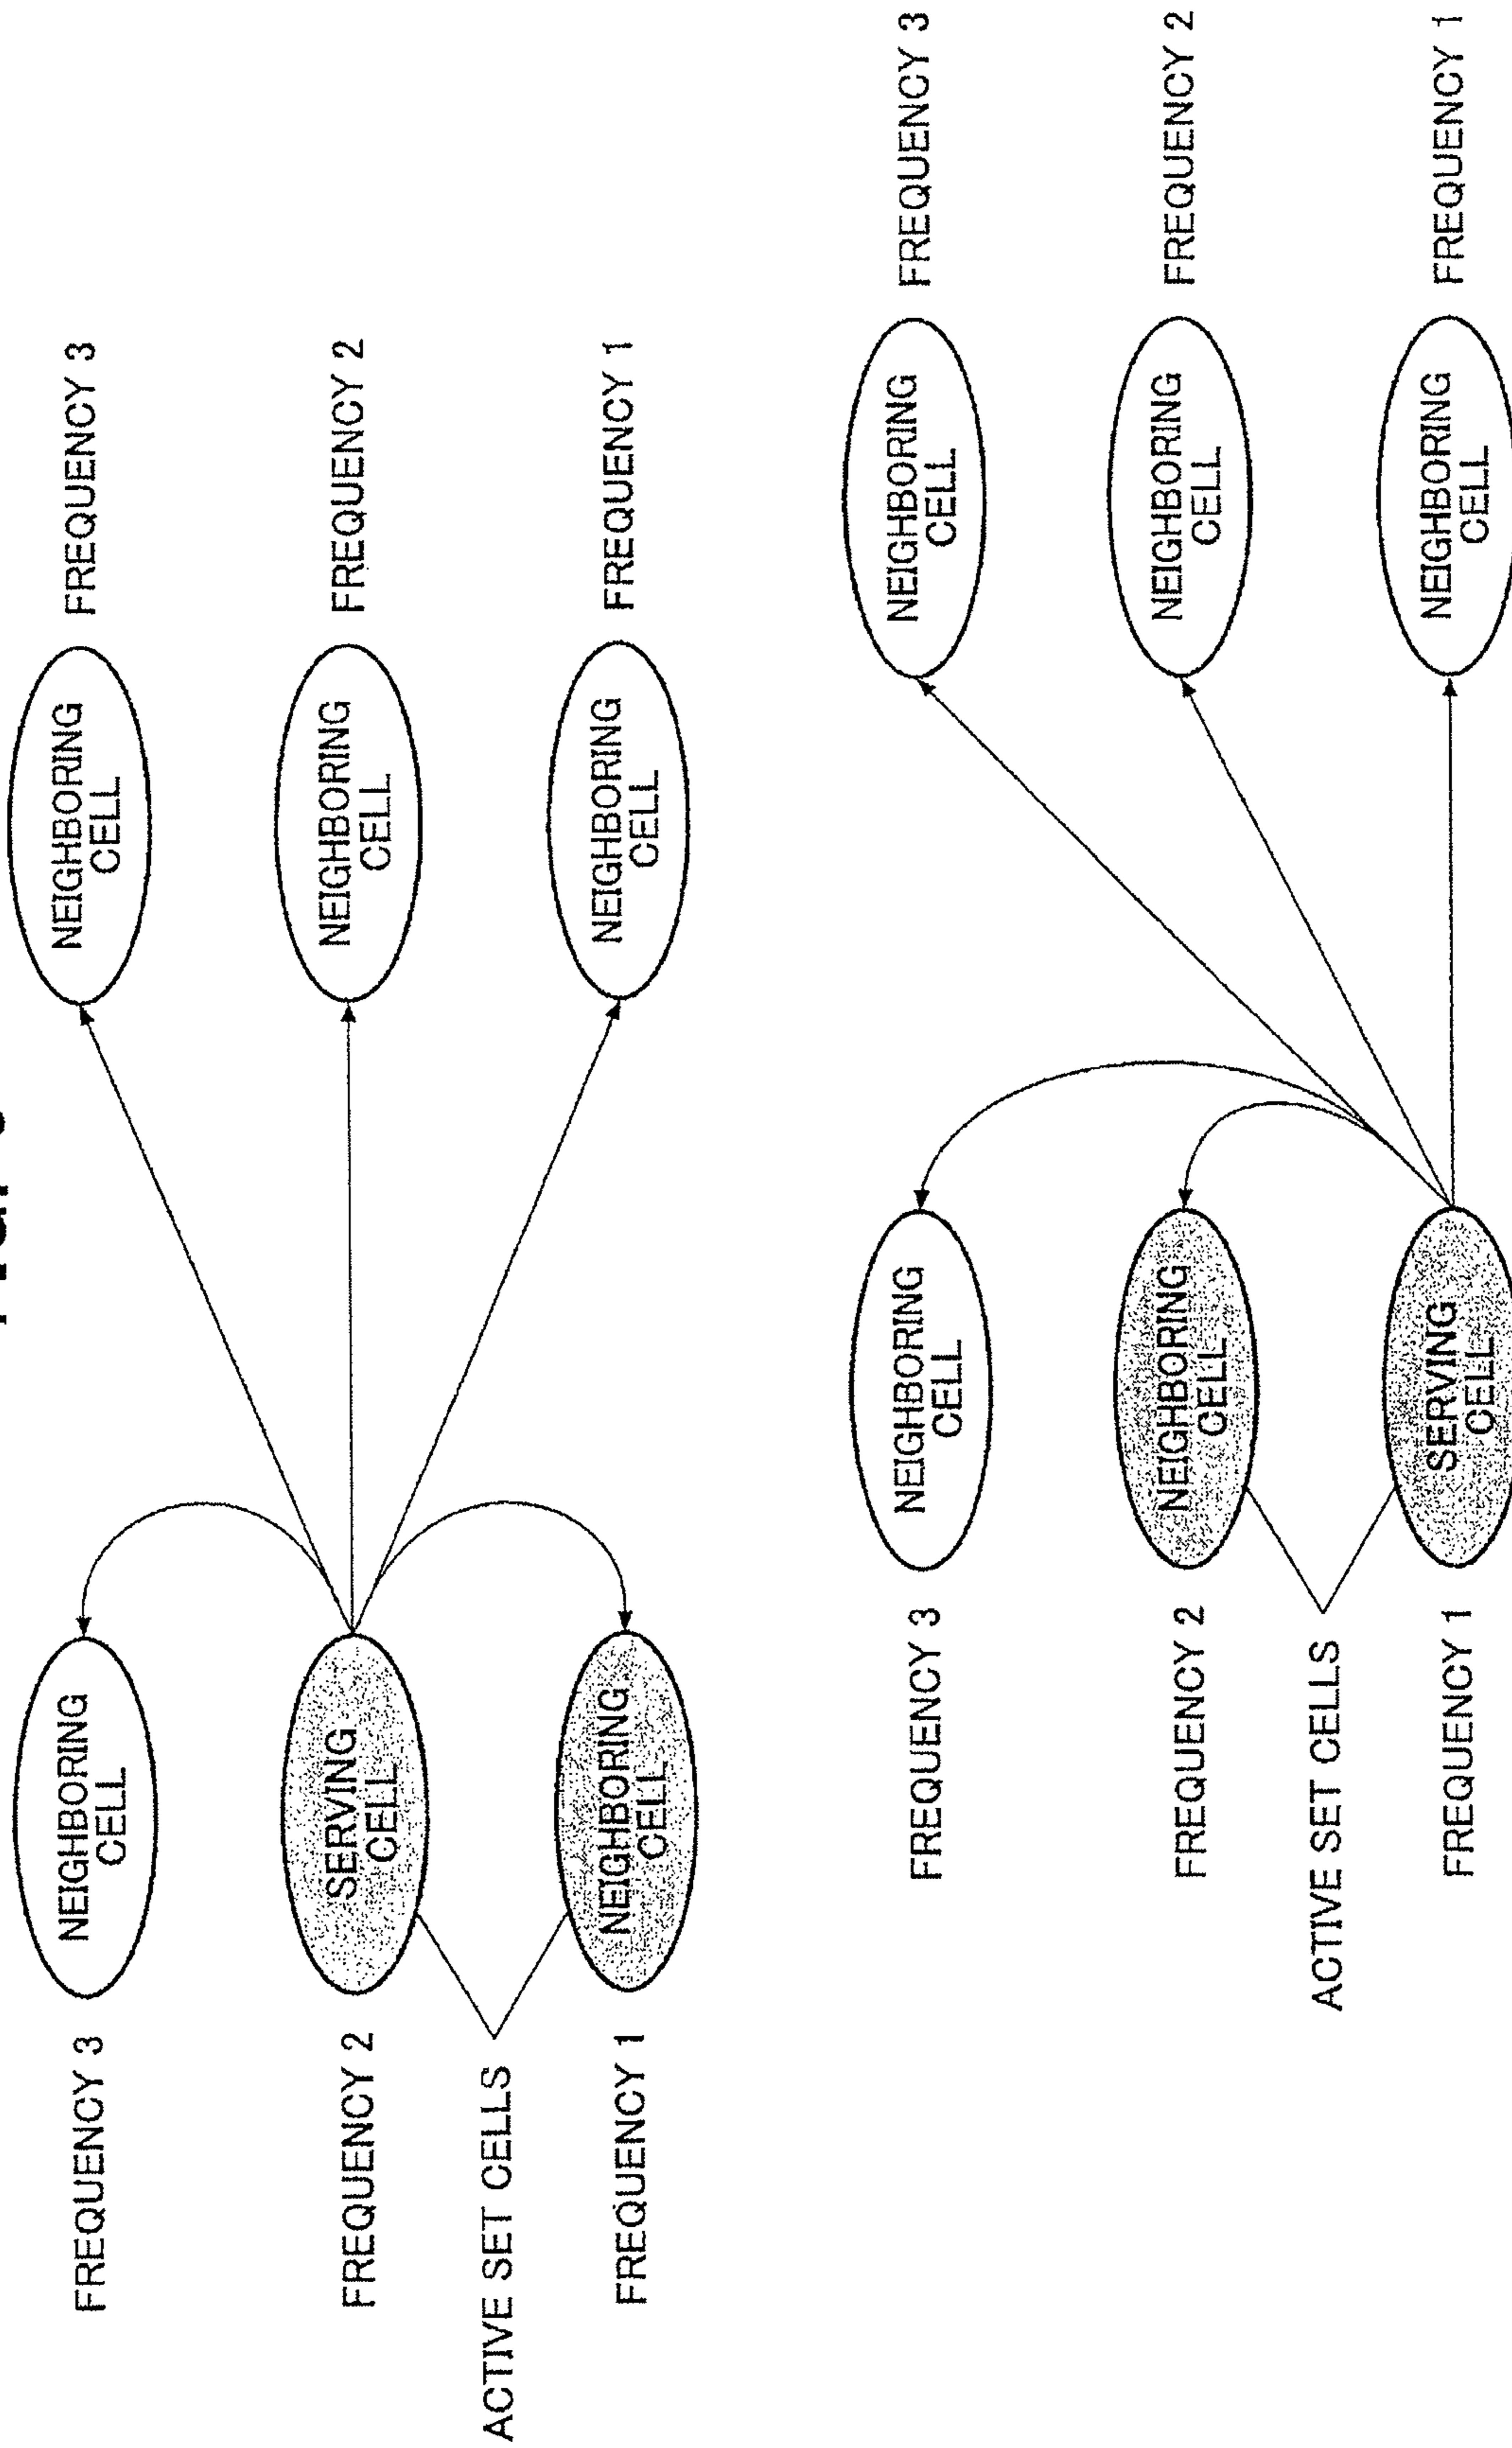 FREQUENCY 3
NEIGHBORING
CELL
NEIGHBORING
CELL
FREQUENCY 3
FREQUENCY 2
SERVING
CELL
NEIGHBORING
CELL
FREQUENCY 2
ACTIVE SET CELLS
FREQUENCY 1
NEIGHBORING
CELL
NEIGHBORING
CELL
FREQUENCY 1
FREQUENCY 3
NEIGHBORING
CELL
NEIGHBORING
CELL
FREQUENCY 3
FREQUENCY 2
NEIGHBORING
CELL
NEIGHBORING
CELL
FREQUENCY 2
ACTIVE SET CELLS
FREQUENCY 1
SERVING
CELL
NEIGHBORING
CELL
FREQUENCY 1